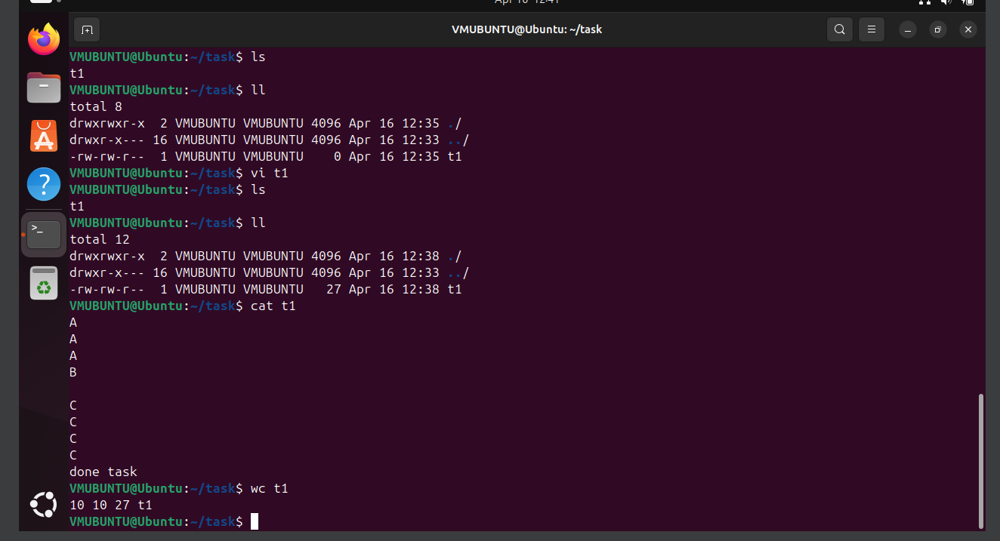 VMUBUNTU@Ubuntu: ~/task
VMUBUNTU@Ubuntu:~/task$ ls
t1
VMUBUNTU@Ubuntu:~/task$ ll
total 8
drwxrwxr-x  2 VMUBUNTU VMUBUNTU 4096 Apr 16 12:35 ./
drwxr-x--- 16 VMUBUNTU VMUBUNTU 4096 Apr 16 12:33 ../
-rw-rw-r--  1 VMUBUNTU VMUBUNTU    0 Apr 16 12:35 t1
VMUBUNTU@Ubuntu:~/task$ vi t1
VMUBUNTU@Ubuntu:~/task$ ls
t1
VMUBUNTU@Ubuntu:~/task$ ll
total 12
drwxrwxr-x  2 VMUBUNTU VMUBUNTU 4096 Apr 16 12:38 ./
drwxr-x--- 16 VMUBUNTU VMUBUNTU 4096 Apr 16 12:33 ../
-rw-rw-r--  1 VMUBUNTU VMUBUNTU   27 Apr 16 12:38 t1
VMUBUNTU@Ubuntu:~/task$ cat t1
A
A
A
B

C
C
C
C
done task
VMUBUNTU@Ubuntu:~/task$ wc t1
10 10 27 t1
VMUBUNTU@Ubuntu:~/task$